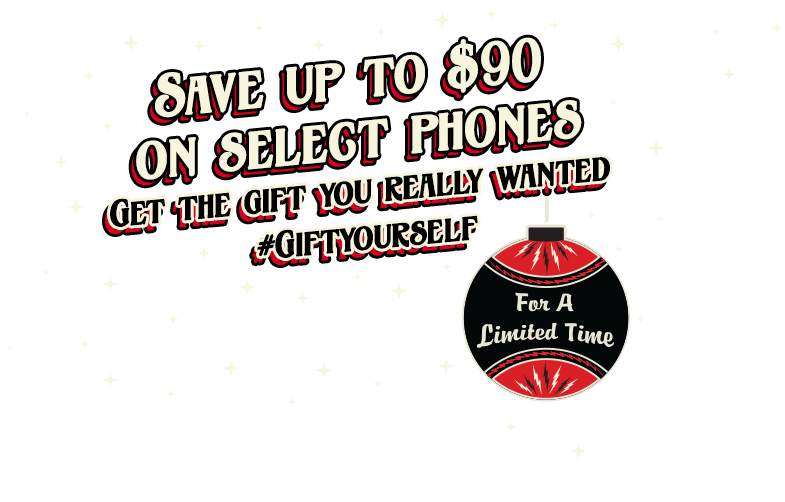 SAVE UP TO $90
ON SELECT PHONES
GET THE GIFT YOU REALLY WANTED
#GIFTYOURSELF
For A
Limited Time